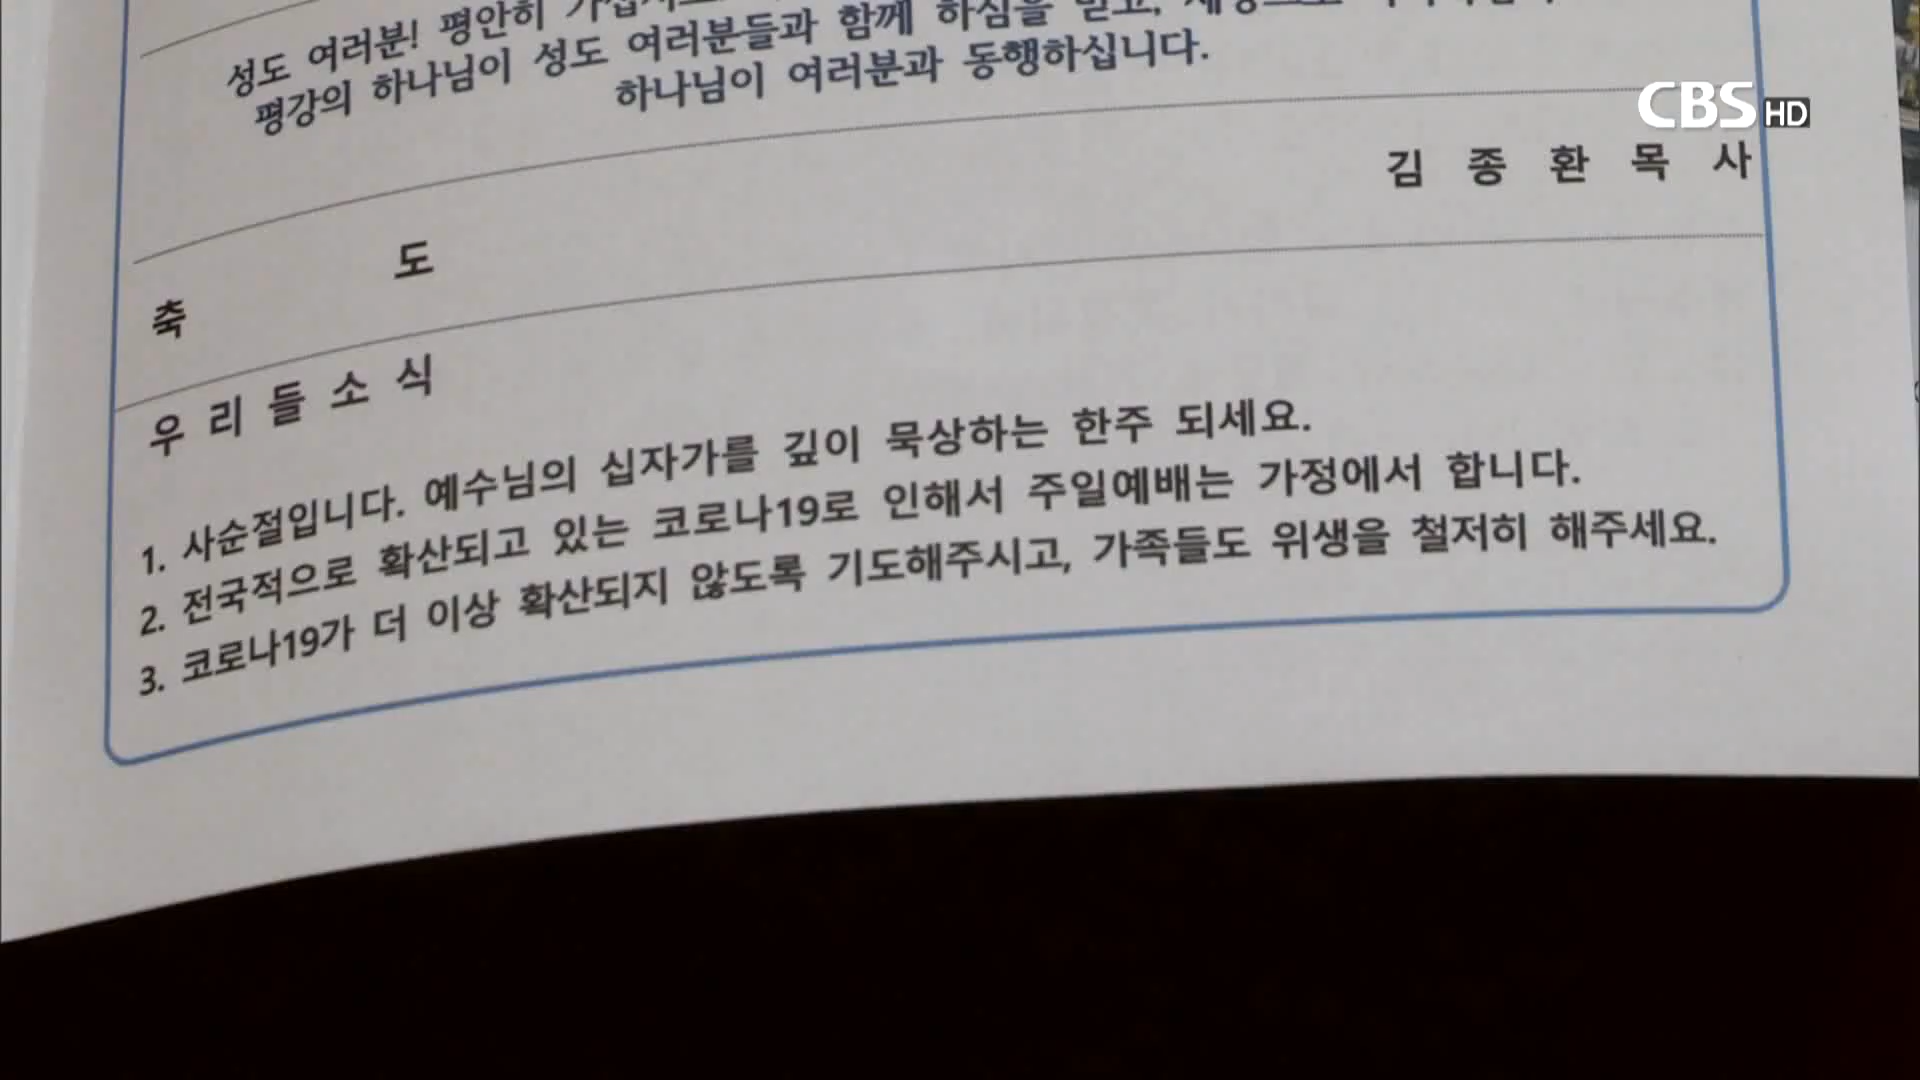 성도 여러분! 평안히
평강의 하나님이 성도 여러분들과 함께 하심을 믿고,
하나님이 여러분과 동행하십니다.
CBS HD
김 종 환 목 사
축 도
우 리 들 소 식
1. 사순절입니다. 예수님의 십자가를 깊이 묵상하는 한주 되세요.
2. 전국적으로 확산되고 있는 코로나19로 인해서 주일예배는 가정에서 합니다.
3. 코로나19가 더 이상 확산되지 않도록 기도해주시고, 가족들도 위생을 철저히 해주세요.